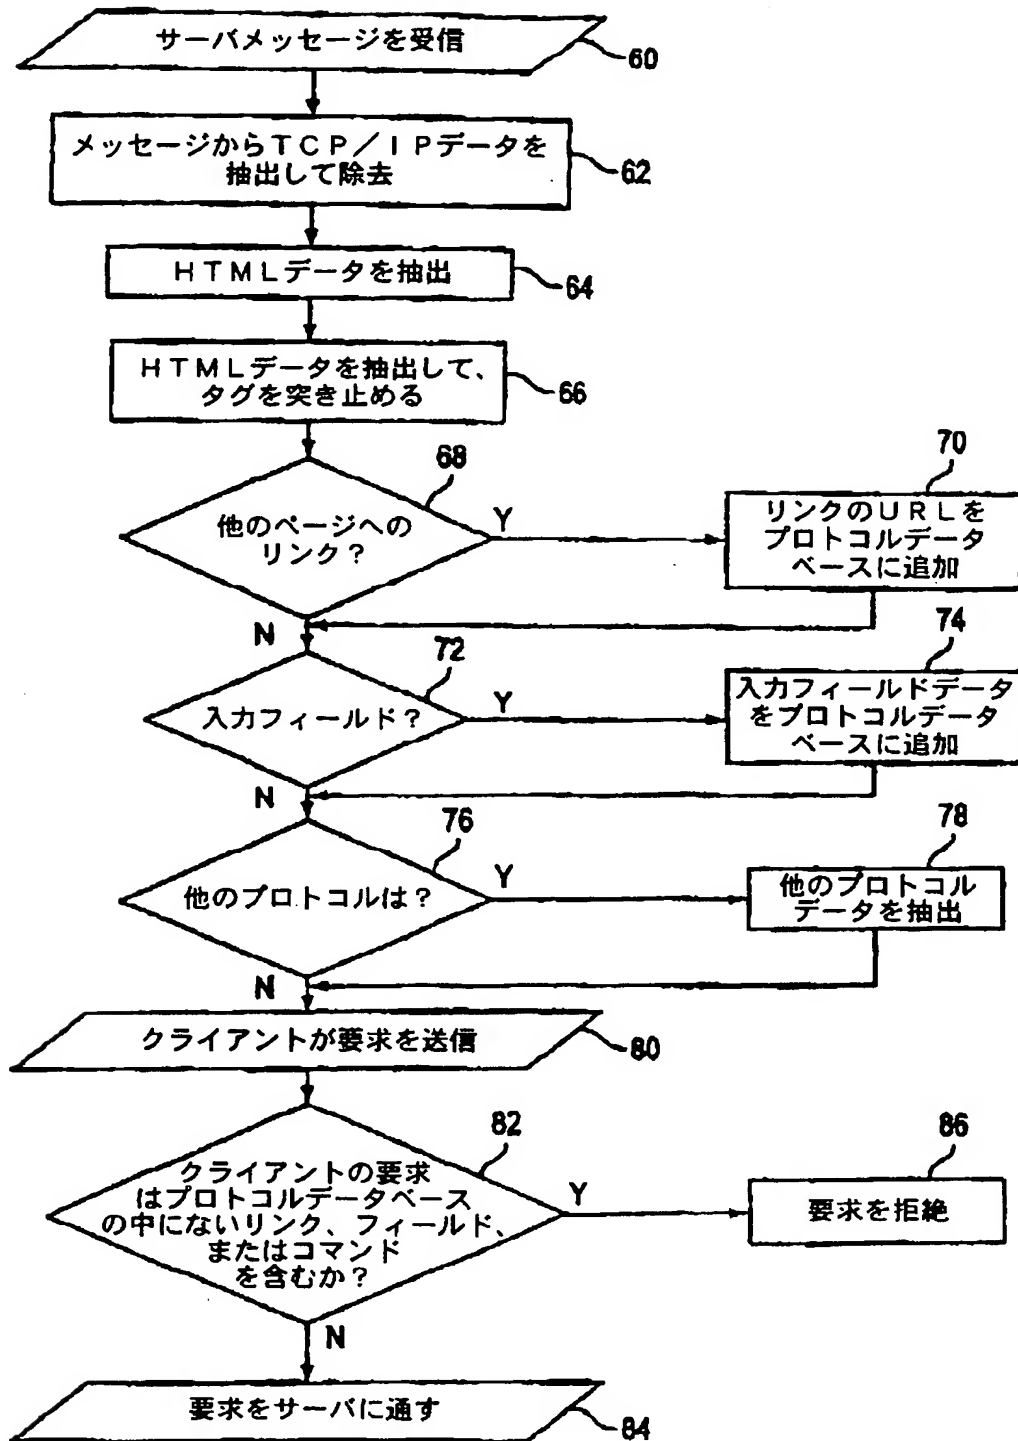 サーバメッセージを受信
60
メッセージからTCP／IPデータを
抽出して除去
62
HTMLデータを抽出
64
HTMLデータを抽出して、
タグを突き止める
66
68
他のページへの
リンク？
Y
N
70
リンクのURLを
プロトコルデータ
ベースに追加
72
入力フィールド？
Y
N
74
入力フィールドデータ
をプロトコルデータ
ベースに追加
76
他のプロトコルは？
Y
N
78
他のプロトコル
データを抽出
クライアントが要求を送信
80
82
クライアントの要求
はプロトコルデータベース
の中にないリンク、フィールド、
またはコマンド
を含むか？
Y
N
86
要求を拒絶
要求をサーバに通す
84